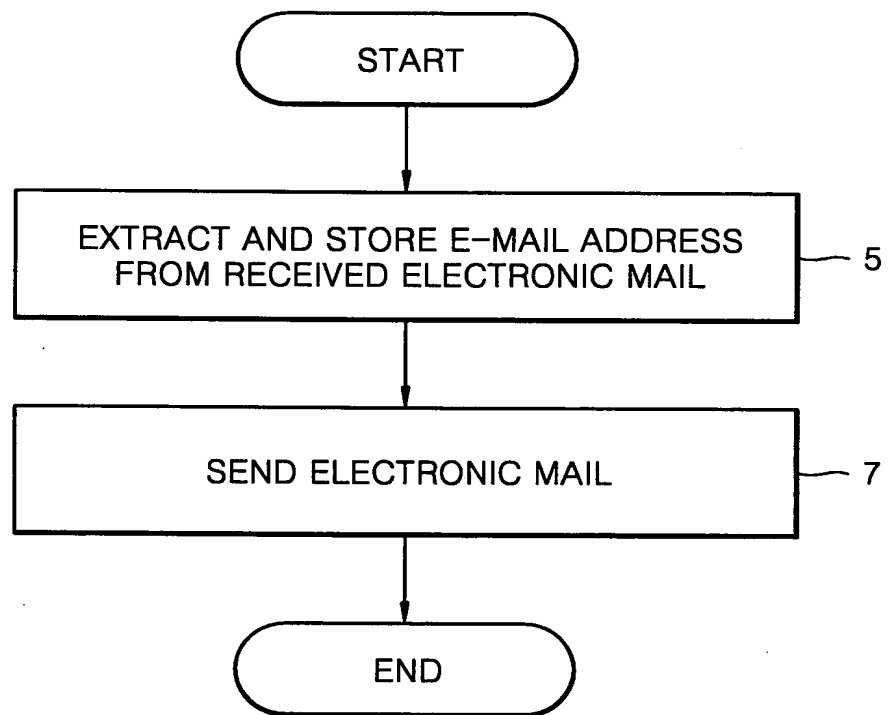 START
EXTRACT AND STORE E-MAIL ADDRESS
FROM RECEIVED ELECTRONIC MAIL
5
SEND ELECTRONIC MAIL
7
END